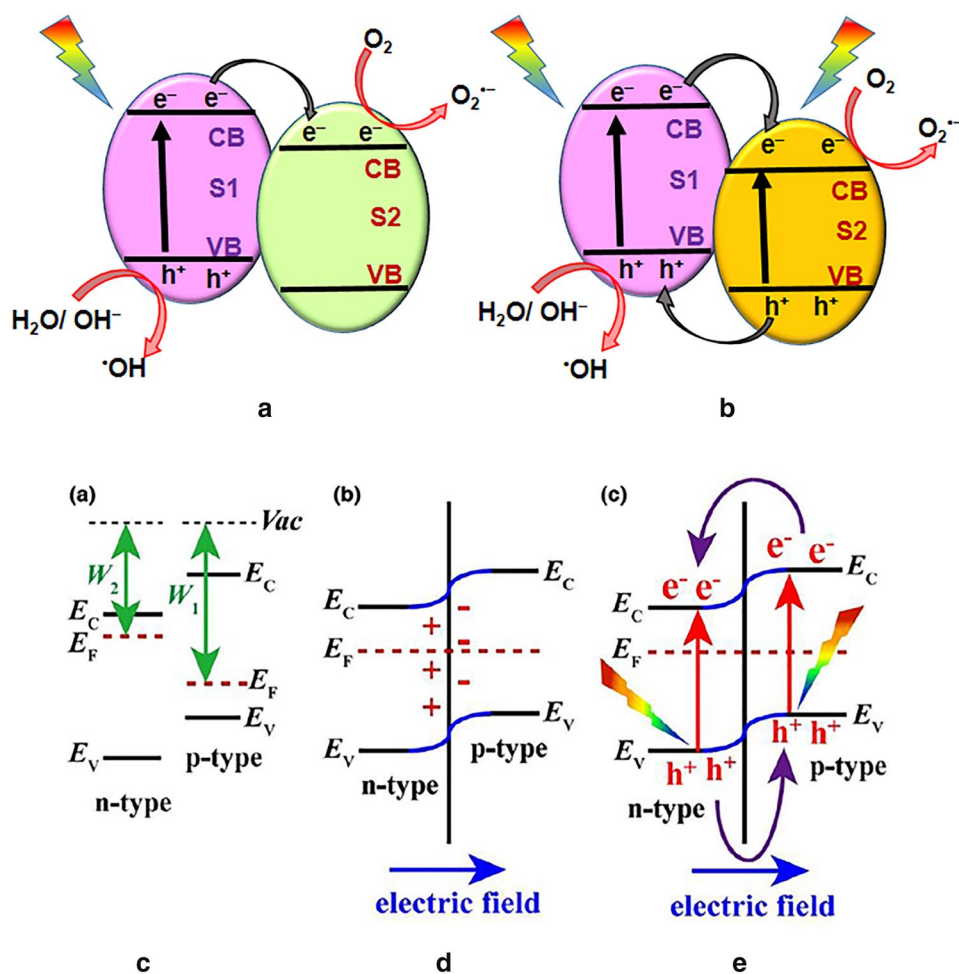 e⁻ e⁻
CB
S1
VB
h⁺ h⁺
H₂O/ OH⁻
•OH
O₂
O₂•⁻
e⁻ e⁻
CB
S2
VB
a
e⁻ e⁻
CB
S1
VB
h⁺ h⁺
H₂O/ OH⁻
•OH
O₂
O₂•⁻
e⁻ e⁻
CB
S2
VB
h⁺ h⁺
b
(a)
Vac
W₂
W₁
E_C
E_C
E_F
E_F
E_V
E_V
p-type
n-type
c
(b)
E_C
E_C
+ -
E_F
-
+ -
+
E_V
E_V
n-type
p-type
electric field
d
(c)
e⁻ e⁻
E_C
e⁻ e⁻
E_C
E_F
E_V
h⁺ h⁺
E_V
h⁺ h⁺
p-type
n-type
electric field
e